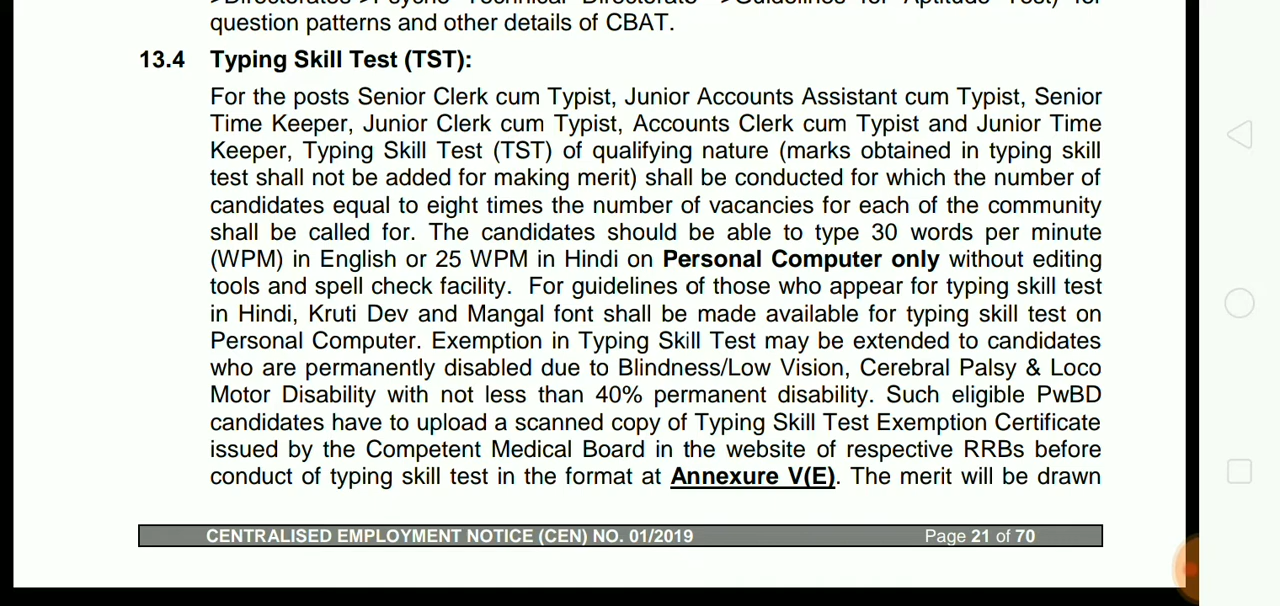 question patterns and other details of CBAT.
13.4 Typing Skill Test (TST):
For the posts Senior Clerk cum Typist, Junior Accounts Assistant cum Typist, Senior
Time Keeper, Junior Clerk cum Typist, Accounts Clerk cum Typist and Junior Time
Keeper, Typing Skill Test (TST) of qualifying nature (marks obtained in typing skill
test shall not be added for making merit) shall be conducted for which the number of
candidates equal to eight times the number of vacancies for each of the community
shall be called for. The candidates should be able to type 30 words per minute
(WPM) in English or 25 WPM in Hindi on Personal Computer only without editing
tools and spell check facility. For guidelines of those who appear for typing skill test
in Hindi, Kruti Dev and Mangal font shall be made available for typing skill test on
Personal Computer. Exemption in Typing Skill Test may be extended to candidates
who are permanently disabled due to Blindness/Low Vision, Cerebral Palsy & Loco
Motor Disability with not less than 40% permanent disability. Such eligible PwBD
candidates have to upload a scanned copy of Typing Skill Test Exemption Certificate
issued by the Competent Medical Board in the website of respective RRBs before
conduct of typing skill test in the format at Annexure V(E). The merit will be drawn
CENTRALISED EMPLOYMENT NOTICE (CEN) NO. 01/2019 Page 21 of 70